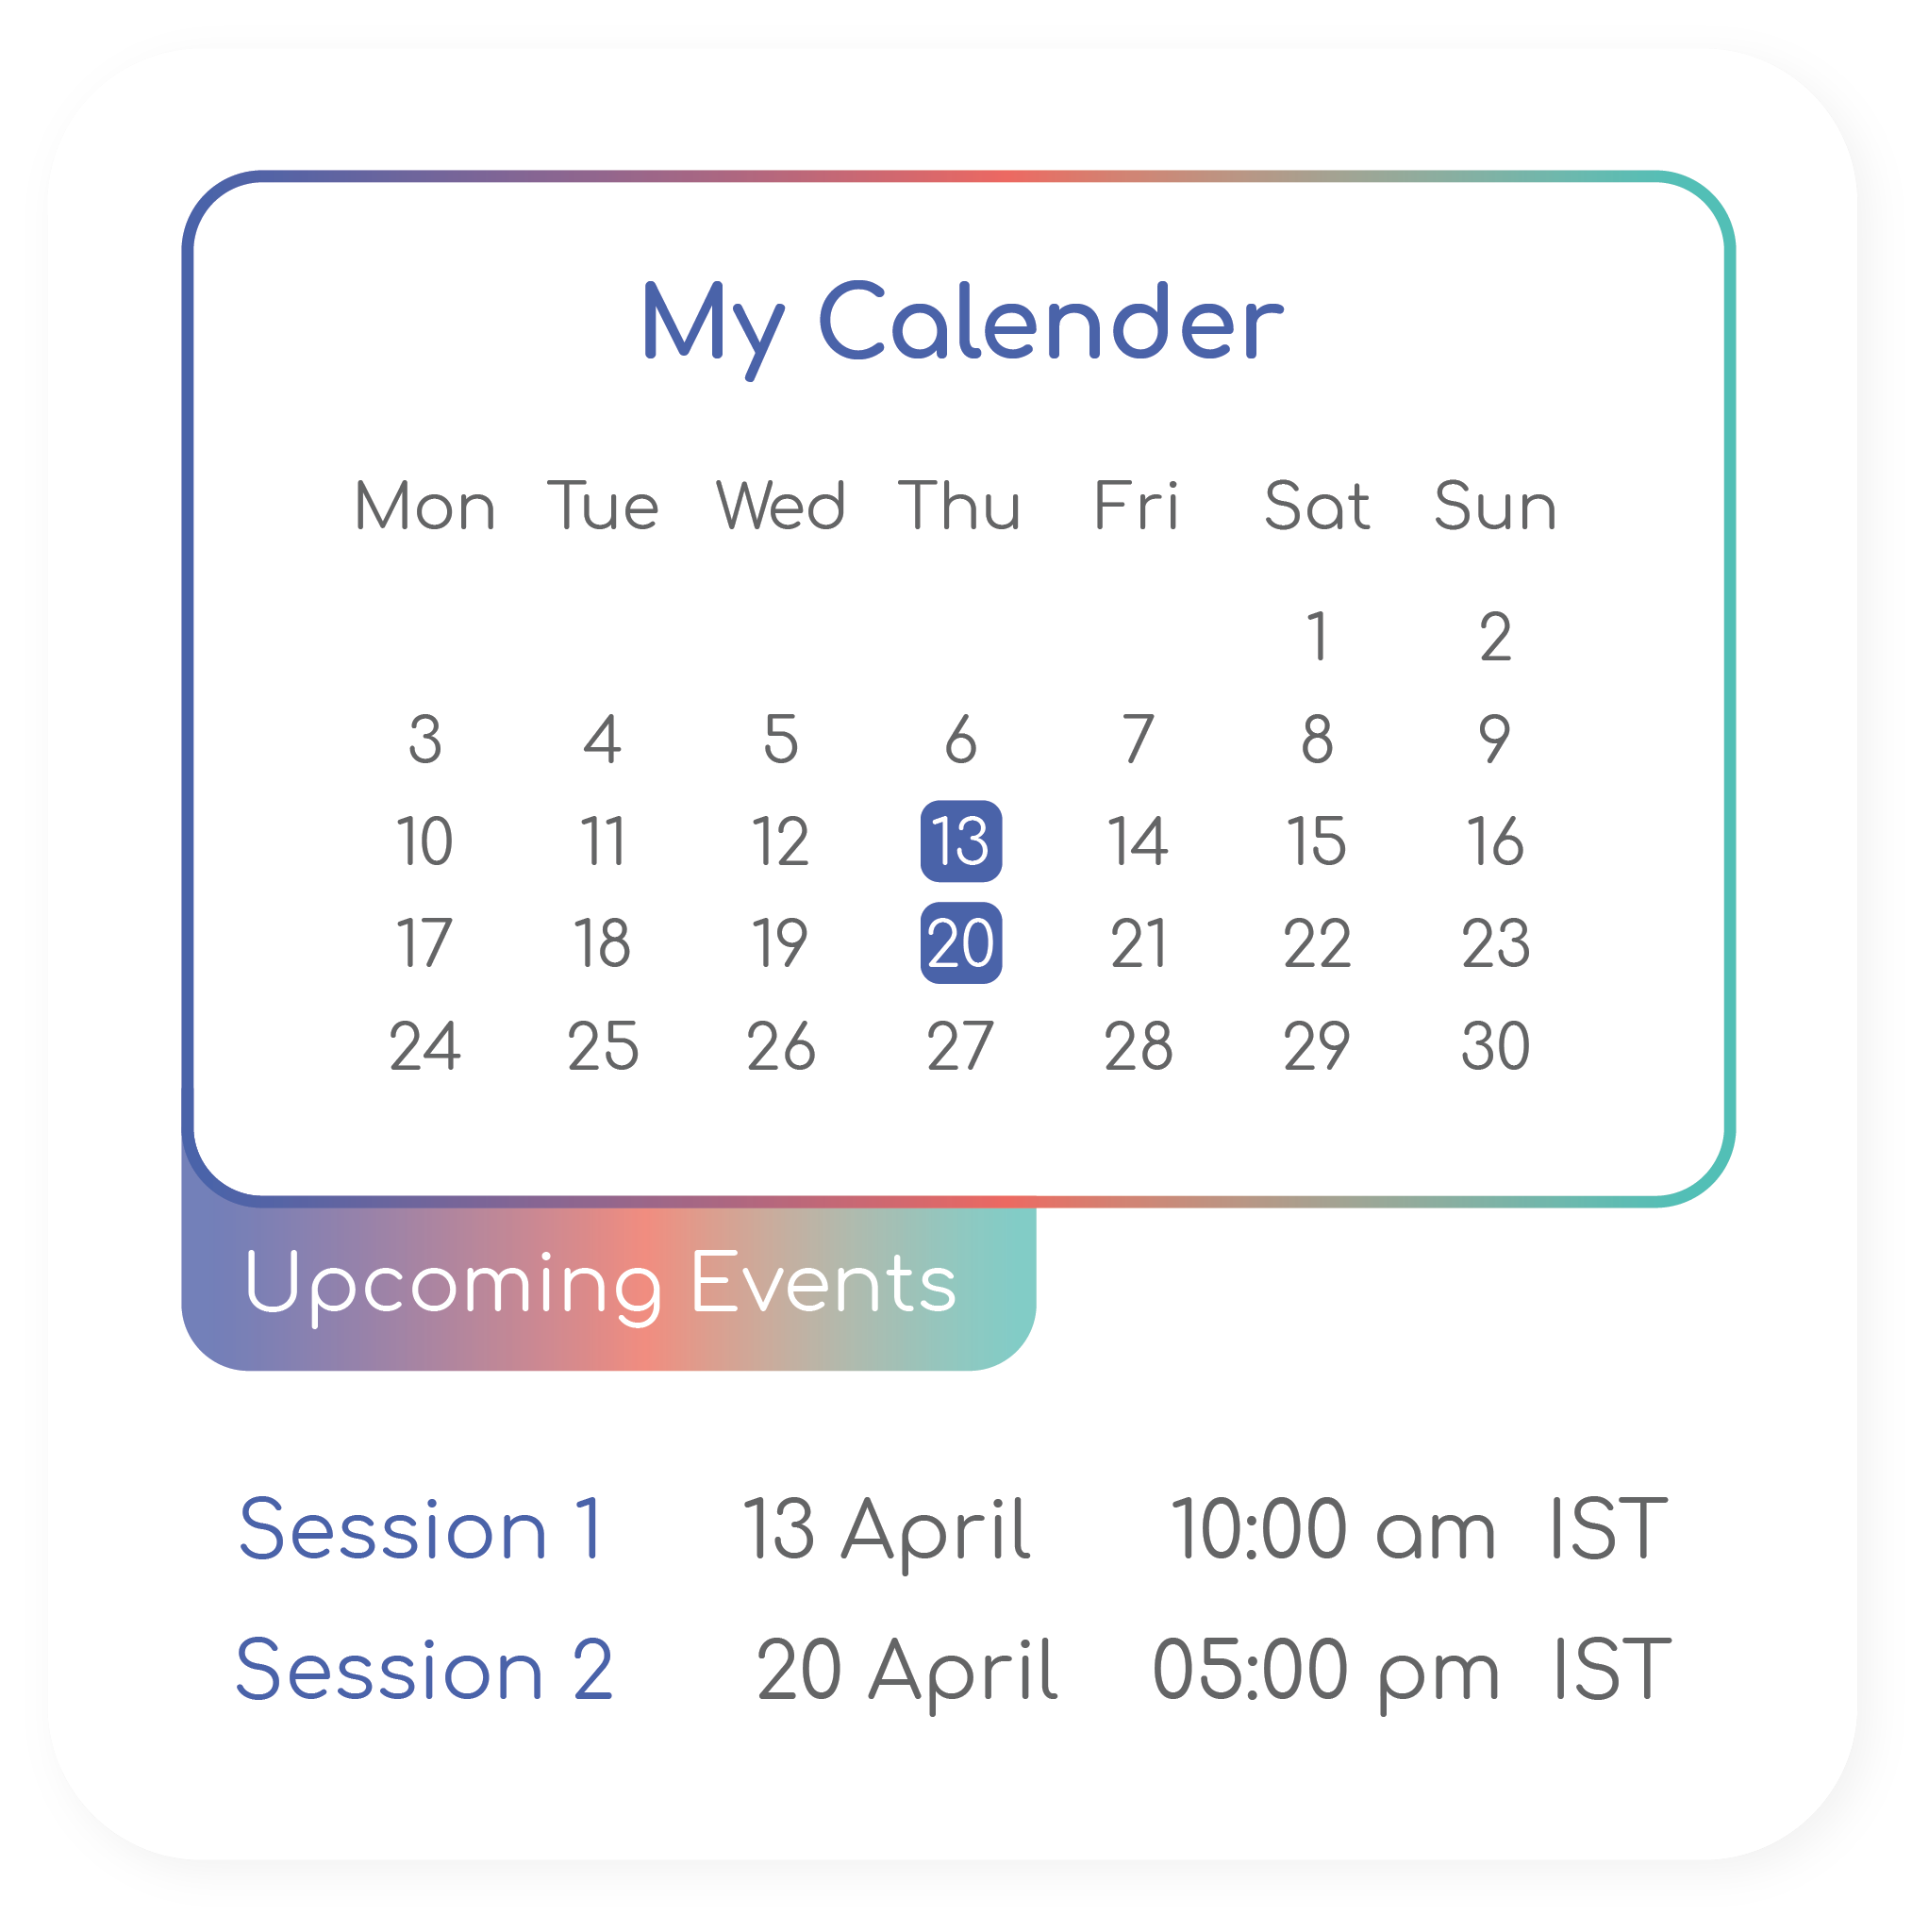 My Calender
Mon Tue Wed Thu Fri Sat Sun
1 2
3 4 5 6 7 8 9
10 11 12 13 14 15 16
17 18 19 20 21 22 23
24 25 26 27 28 29 30
Upcoming Events
Session 1 13 April 10:00 am IST
Session 2 20 April 05:00 pm IST